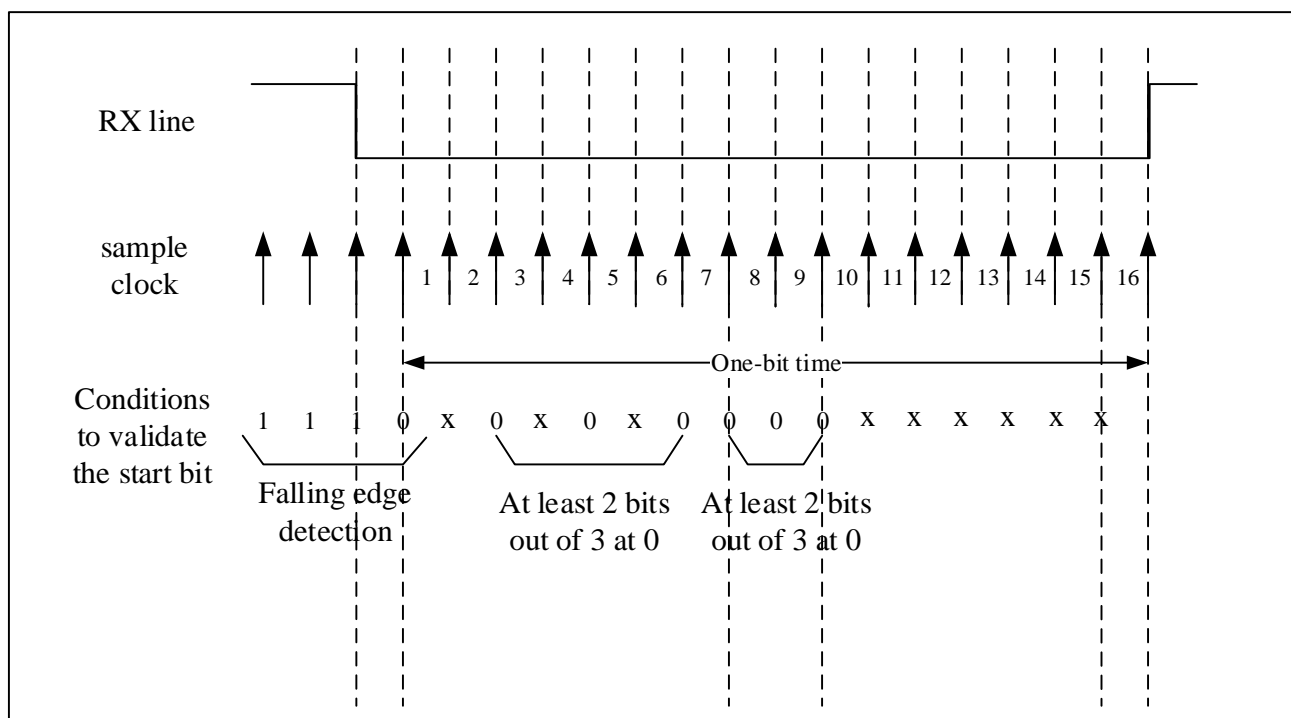 RX line
sample
clock
1 2 3 4 5 6 7 8 9 10 11 12 13 14 15 16
One-bit time
Conditions
to validate
the start bit
1 1 1 0 x 0 x 0 x 0 0 0 0 x x x x x x
Falling edge
detection
At least 2 bits
out of 3 at 0
At least 2 bits
out of 3 at 0